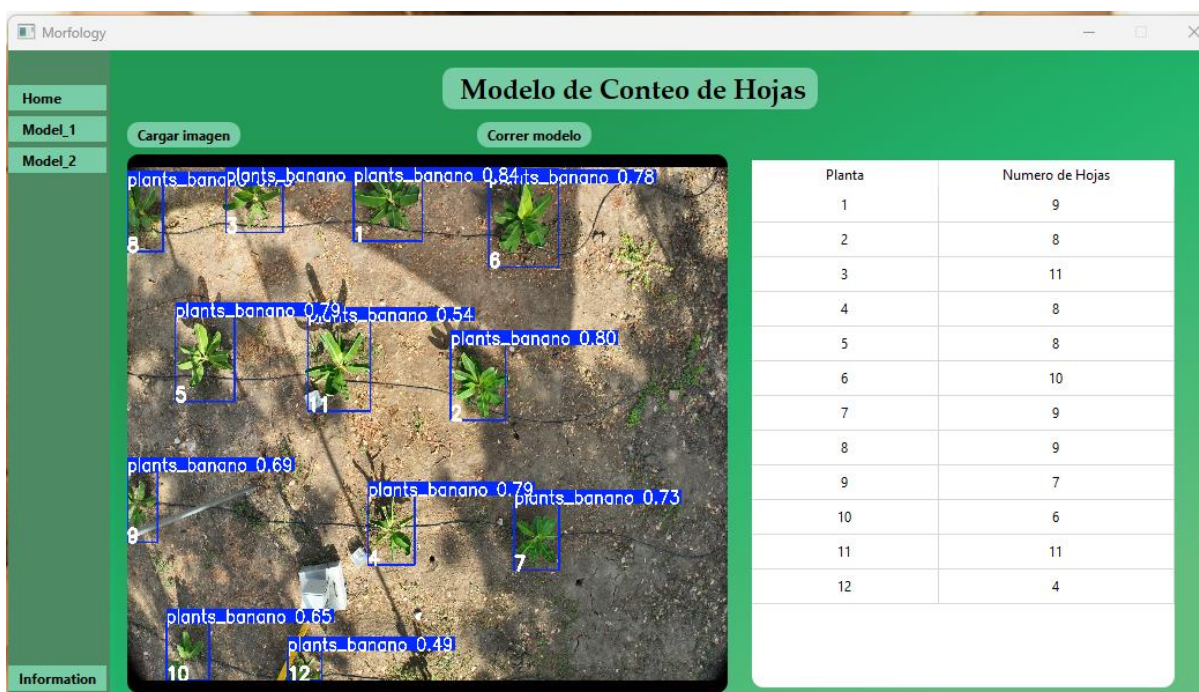 Morfology
Modelo de Conteo de Hojas
Home
Model_1
Model_2
Information
Cargar imagen
Correr modelo
plants_banano plants_banano 0.84 0.78
8
3
1
6
plants_banano 0.79 0.54
plants_banano 0.80
5
11
2
plants_banano 0.69
plants_banano 0.79
plants_banano 0.73
9
4
7
plants_banano 0.65
plants_banano 0.49
10
12
Planta Numero de Hojas
1 9
2 8
3 11
4 8
5 8
6 10
7 9
8 9
9 7
10 6
11 11
12 4